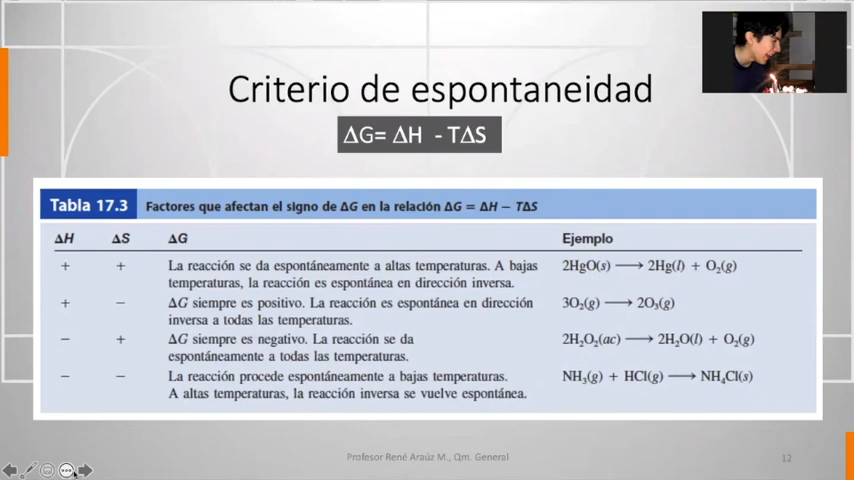 Criterio de espontaneidad
ΔG= ΔH - TΔS
Tabla 17.3 Factores que afectan el signo de ΔG en la relación ΔG = ΔH − TΔS
ΔH ΔS ΔG Ejemplo
+ + La reacción se da espontáneamente a altas temperaturas. A bajas 2HgO(s) ⟶ 2Hg(l) + O₂(g)
temperaturas, la reacción es espontánea en dirección inversa.
+ − ΔG siempre es positivo. La reacción es espontánea en dirección 3O₂(g) ⟶ 2O₃(g)
inversa a todas las temperaturas.
− + ΔG siempre es negativo. La reacción se da 2H₂O₂(ac) ⟶ 2H₂O(l) + O₂(g)
espontáneamente a todas las temperaturas.
− − La reacción procede espontáneamente a bajas temperaturas. NH₃(g) + HCl(g) ⟶ NH₄Cl(s)
A altas temperaturas, la reacción inversa se vuelve espontánea.
Profesor René Araúz M., Qm. General
12